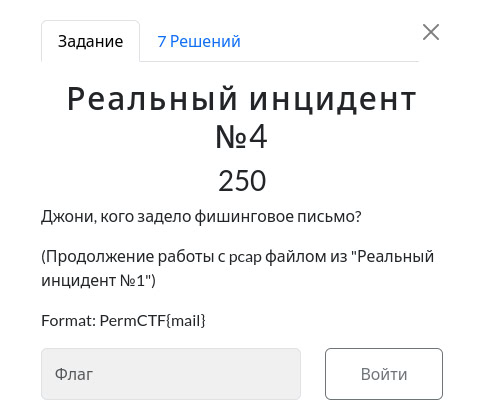 Задание
7 Решений
Реальный инцидент
№4
250
Джони, кого задело фишинговое письмо?
(Продолжение работы с pcap файлом из "Реальный
инцидент №1")
Format: PermCTF{mail}
Флаг
Войти